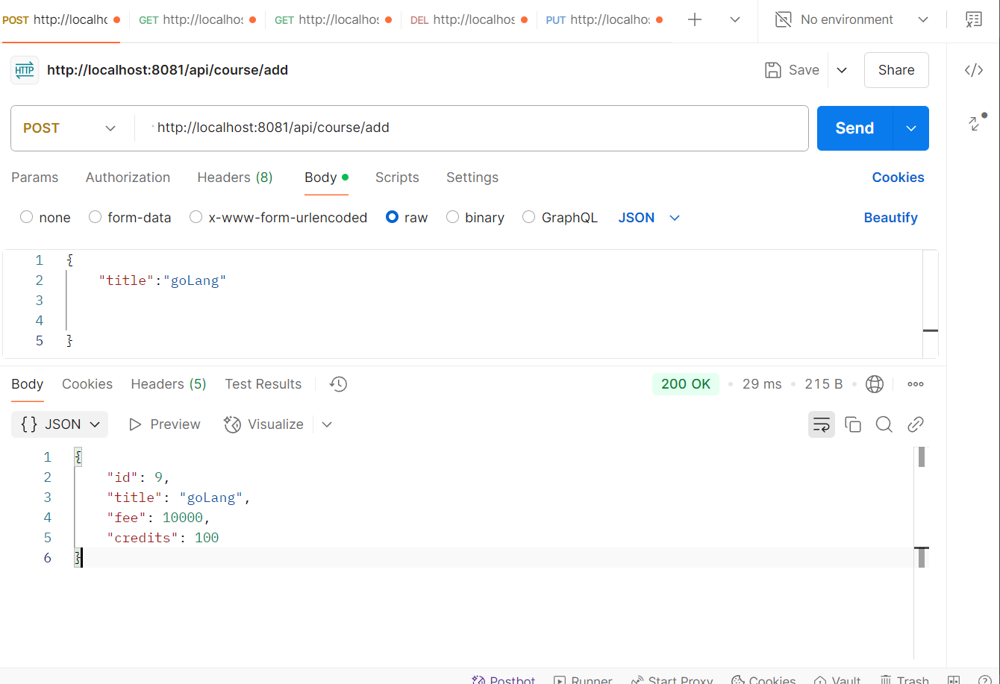 POST http://localhc GET http://localhos GET http://localhos DEL http://localhos PUT http://localhos No environment
HTTP http://localhost:8081/api/course/add Save Share
POST http://localhost:8081/api/course/add Send
Params Authorization Headers (8) Body Scripts Settings Cookies
none form-data x-www-form-urlencoded raw binary GraphQL JSON Beautify
1 {
2 "title":"goLang"
3
4
5 }
Body Cookies Headers (5) Test Results 200 OK 29 ms 215 B
{} JSON Preview Visualize
1 {
2 "id": 9,
3 "title": "goLang",
4 "fee": 10000,
5 "credits": 100
6 }
Postbot Runner Start Proxy Cookies Vault Trash